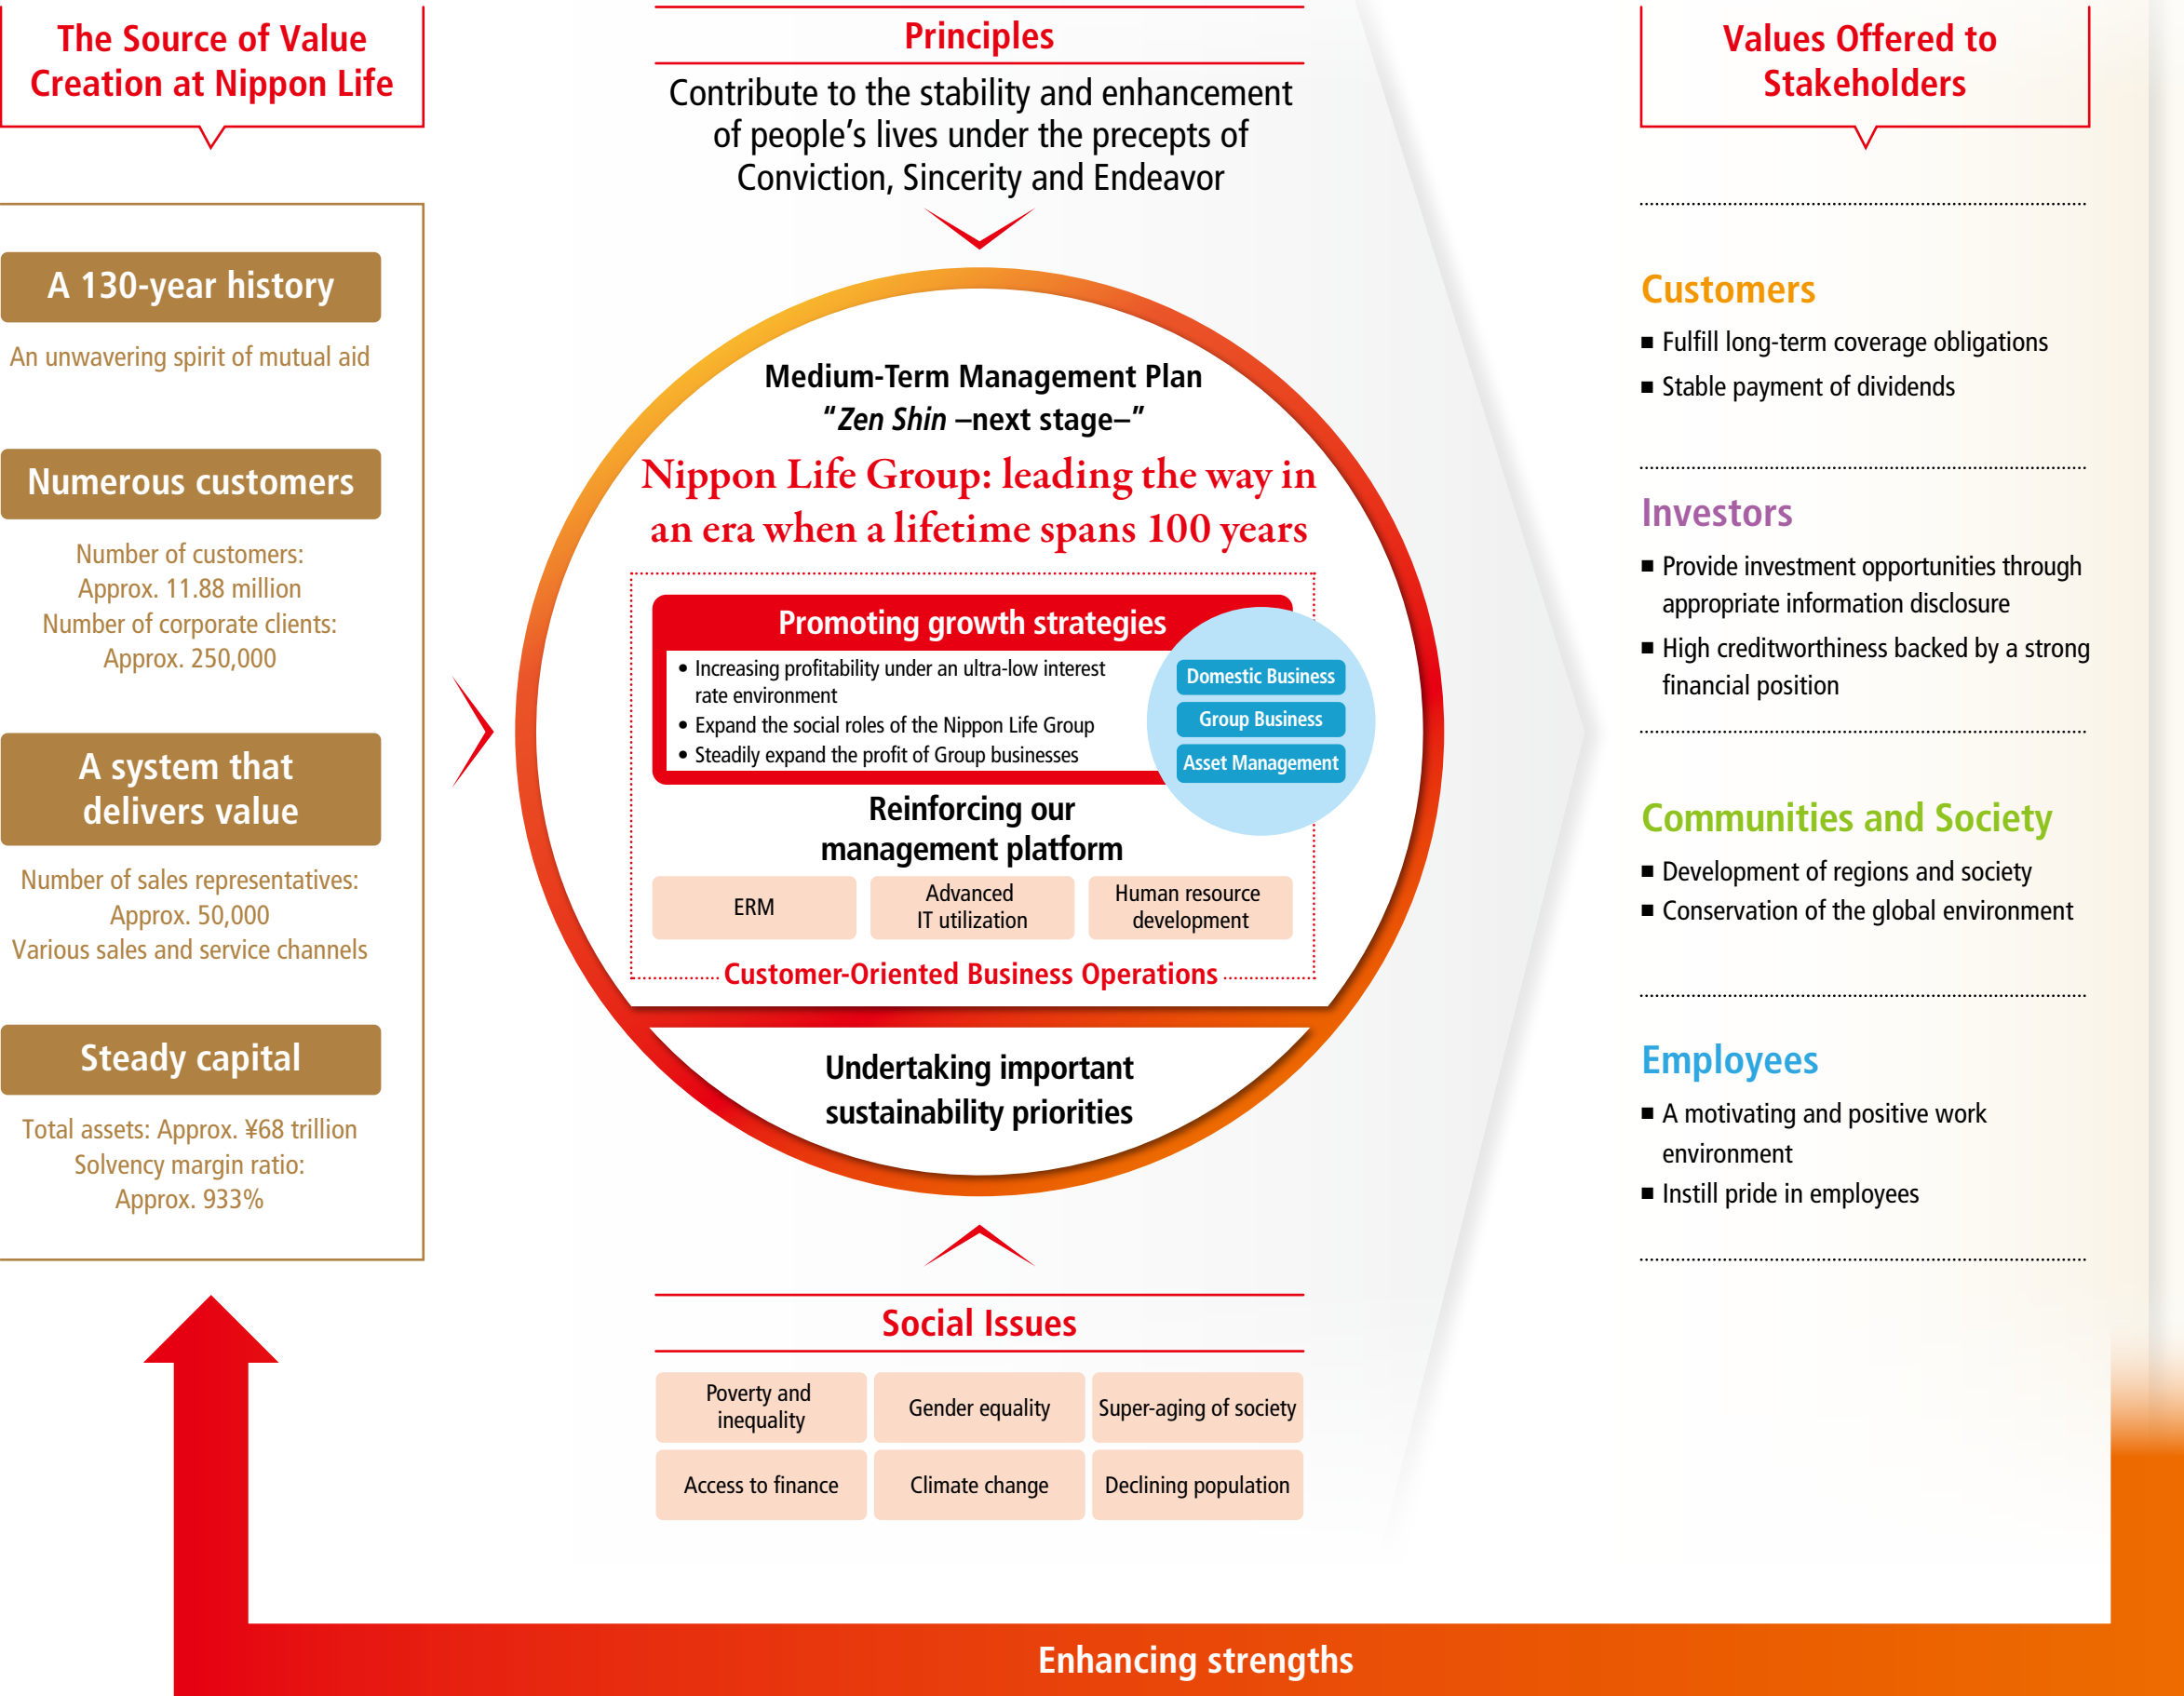 The Source of Value
Creation at Nippon Life
A 130-year history
An unwavering spirit of mutual aid
Numerous customers
Number of customers:
Approx. 11.88 million
Number of corporate clients:
Approx. 250,000
A system that
delivers value
Number of sales representatives:
Approx. 50,000
Various sales and service channels
Steady capital
Total assets: Approx. ¥68 trillion
Solvency margin ratio:
Approx. 933%
Principles
Contribute to the stability and enhancement
of people’s lives under the precepts of
Conviction, Sincerity and Endeavor
Medium-Term Management Plan
“Zen Shin –next stage–”
Nippon Life Group: leading the way in
an era when a lifetime spans 100 years
Promoting growth strategies
• Increasing profitability under an ultra-low interest
rate environment
• Expand the social roles of the Nippon Life Group
• Steadily expand the profit of Group businesses
Domestic Business
Group Business
Asset Management
Reinforcing our
management platform
ERM
Advanced
IT utilization
Human resource
development
Customer-Oriented Business Operations
Undertaking important
sustainability priorities
Social Issues
Poverty and
inequality
Gender equality
Super-aging of society
Access to finance
Climate change
Declining population
Values Offered to
Stakeholders
Customers
■ Fulfill long-term coverage obligations
■ Stable payment of dividends
Investors
■ Provide investment opportunities through
appropriate information disclosure
■ High creditworthiness backed by a strong
financial position
Communities and Society
■ Development of regions and society
■ Conservation of the global environment
Employees
■ A motivating and positive work
environment
■ Instill pride in employees
Enhancing strengths